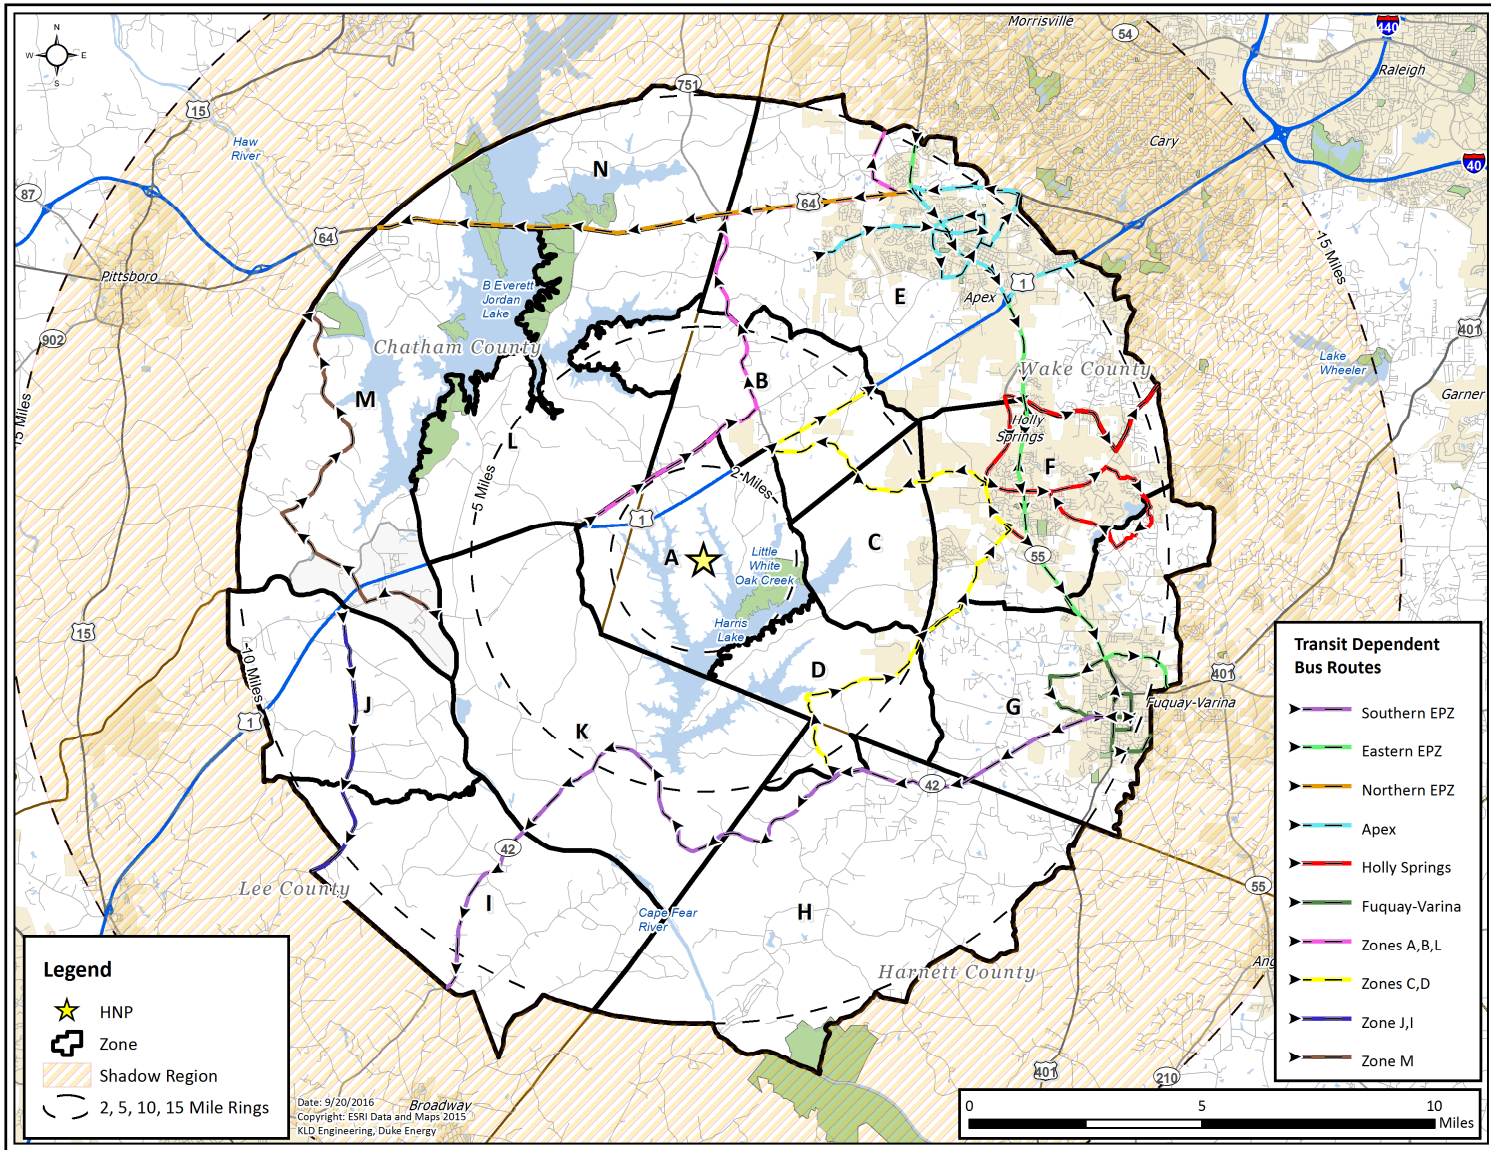 Morrisville
54
440
Raleigh
N
W
E
S
15
751
Haw
River
Cary
40
N
87
64
64
15 Miles
Pittsboro
B Everett
Jordan
Lake
E
1
Apex
902
401
Chatham County
Lake
Wheeler
Wake County
B
Garner
M
15 Miles
L
Holly
Springs
F
5 Miles
2 Miles
1
A
C
Little
White
Oak Creek
55
15
Harris
Lake
10 Miles
D
401
J
G
Fuquay-Varina
1
K
42
42
Lee County
55
I
H
Cape Fear
River
Ang
Harnett County
401
210
Broadway
Transit Dependent
Bus Routes
Southern EPZ
Eastern EPZ
Northern EPZ
Apex
Holly Springs
Fuquay-Varina
Zones A,B,L
Zones C,D
Zone J,I
Zone M
Legend
HNP
Zone
Shadow Region
2, 5, 10, 15 Mile Rings
Date: 9/20/2016
Copyright: ESRI Data and Maps 2015
KLD Engineering, Duke Energy
0 5 10
Miles